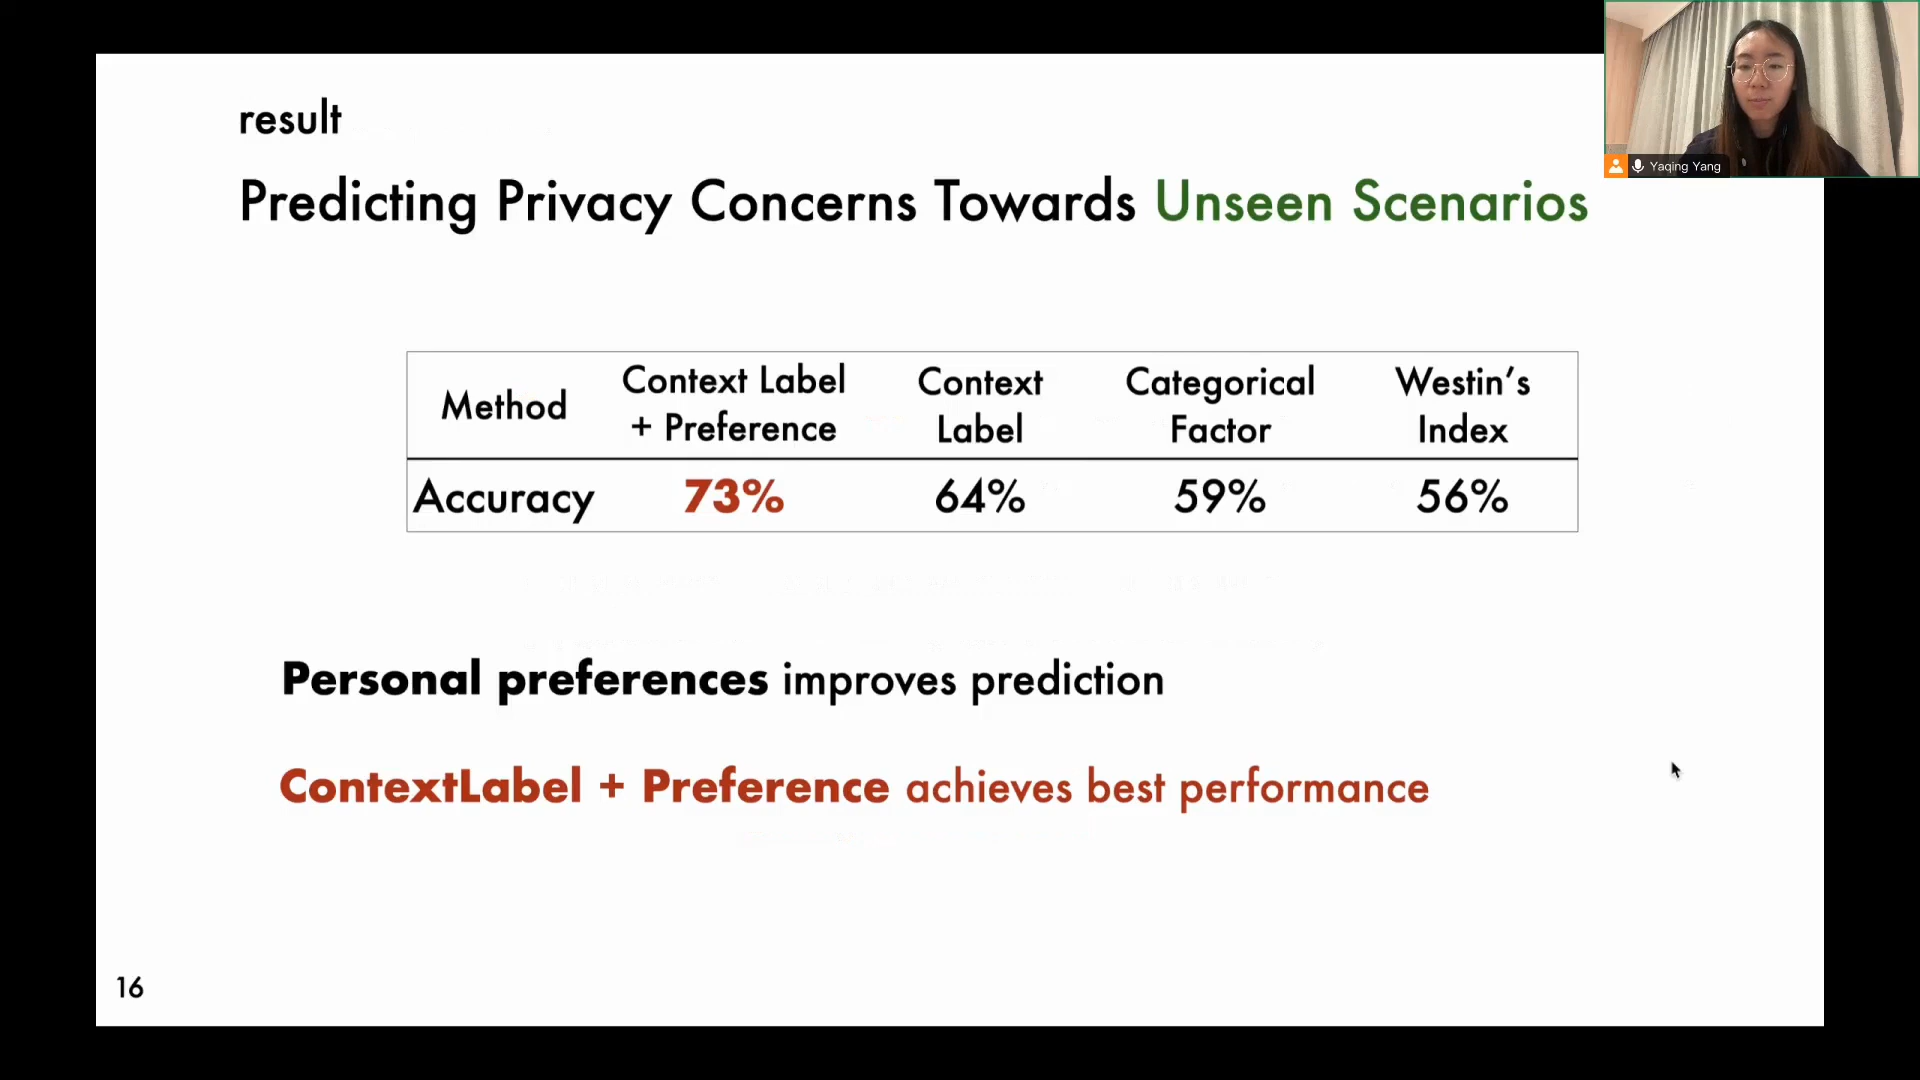 result
Predicting Privacy Concerns Towards Unseen Scenarios
Yaqing Yang
Method Context Label + Preference Context Label Categorical Factor Westin's Index
Accuracy 73% 64% 59% 56%
Personal preferences improves prediction
ContextLabel + Preference achieves best performance
16